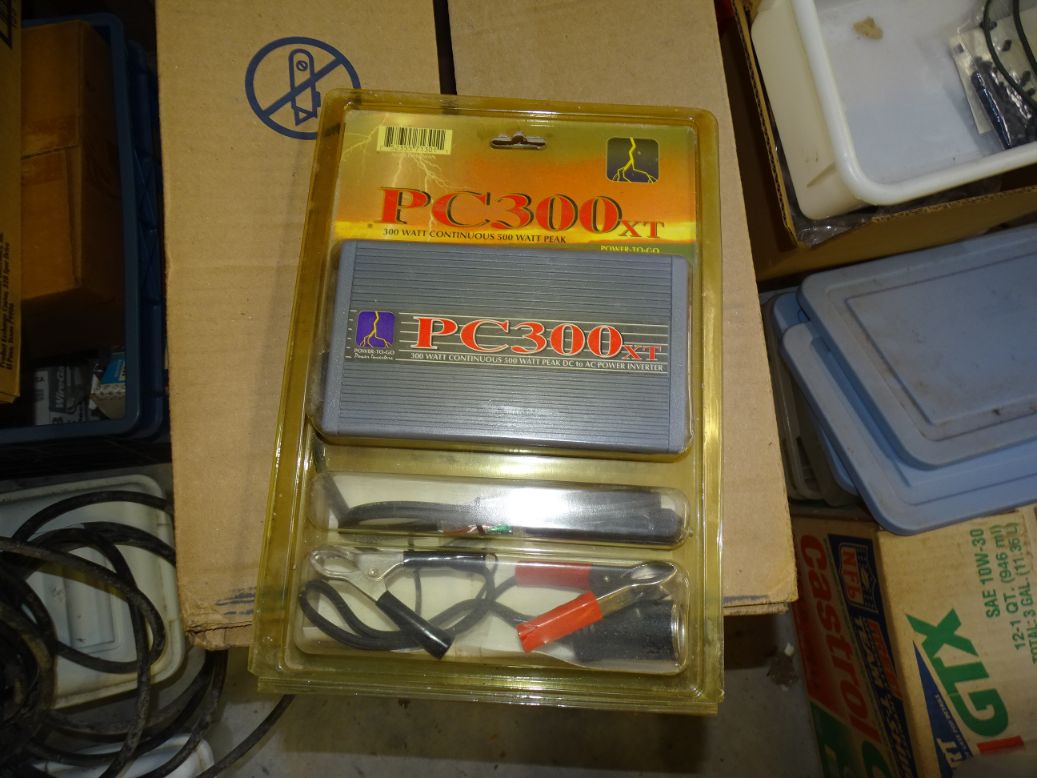 PC300XT
300 WATT CONTINUOUS 500 WATT PEAK
POWER-TO-GO
POWER-TO-GO
Power Inverters
PC300XT
300 WATT CONTINUOUS 500 WATT PEAK DC to AC POWER INVERTER
Castrol
GTX
SAE 10W-30
12-1 QT. (946 ml)
TOTAL: 3 GAL. (11.36 L)